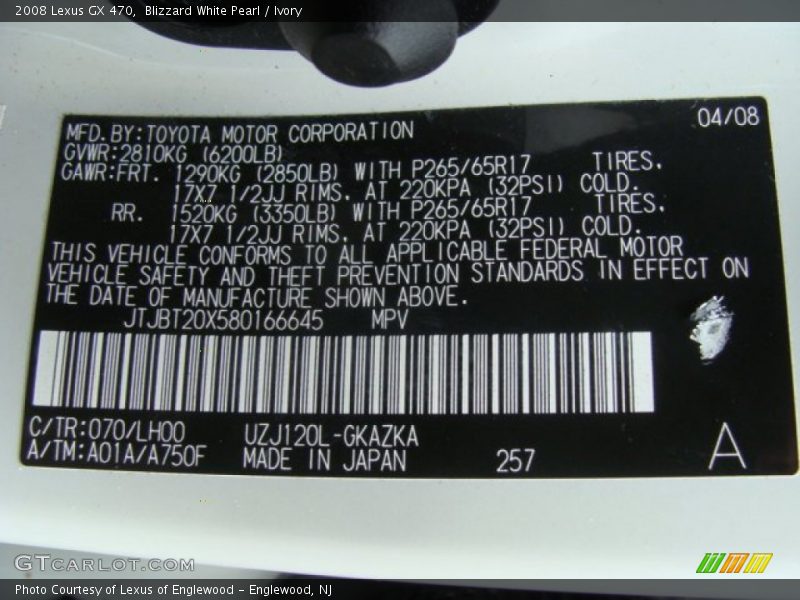 2008 Lexus GX 470, Blizzard White Pearl / Ivory
04/08
MFD. BY: TOYOTA MOTOR CORPORATION
GVWR: 2810KG (6200LB)
GAWR: FRT. 1290KG (2850LB) WITH P265/65R17 TIRES.
17X7 1/2JJ RIMS. AT 220KPA (32PSI) COLD.
RR. 1520KG (3350LB) WITH P265/65R17 TIRES.
17X7 1/2JJ RIMS. AT 220KPA (32PSI) COLD.
THIS VEHICLE CONFORMS TO ALL APPLICABLE FEDERAL MOTOR
VEHICLE SAFETY AND THEFT PREVENTION STANDARDS IN EFFECT ON
THE DATE OF MANUFACTURE SHOWN ABOVE.
JTJBT20X580166645 MPV
C/TR: 070/LH00 UZJ120L-GKAZKA
A/TM: A01A/A750F MADE IN JAPAN 257 A
GTCARLOT.COM
Photo Courtesy of Lexus of Englewood - Englewood, NJ